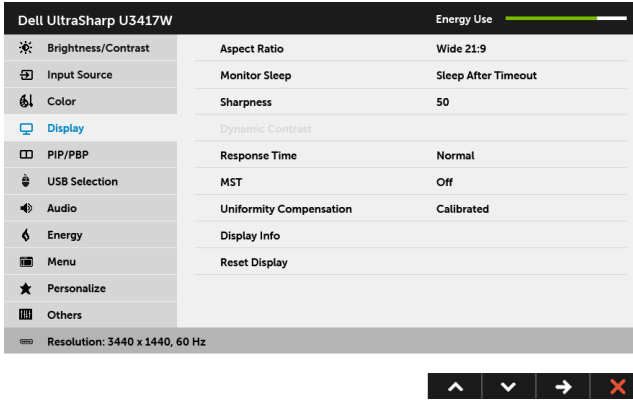 Dell UltraSharp U3417W Energy Use
Brightness/Contrast Aspect Ratio Wide 21:9
Input Source Monitor Sleep Sleep After Timeout
Color Sharpness 50
Display Dynamic Contrast
PIP/PBP Response Time Normal
USB Selection MST Off
Audio Uniformity Compensation Calibrated
Energy Display Info
Menu Reset Display
Personalize
Others
Resolution: 3440 x 1440, 60 Hz